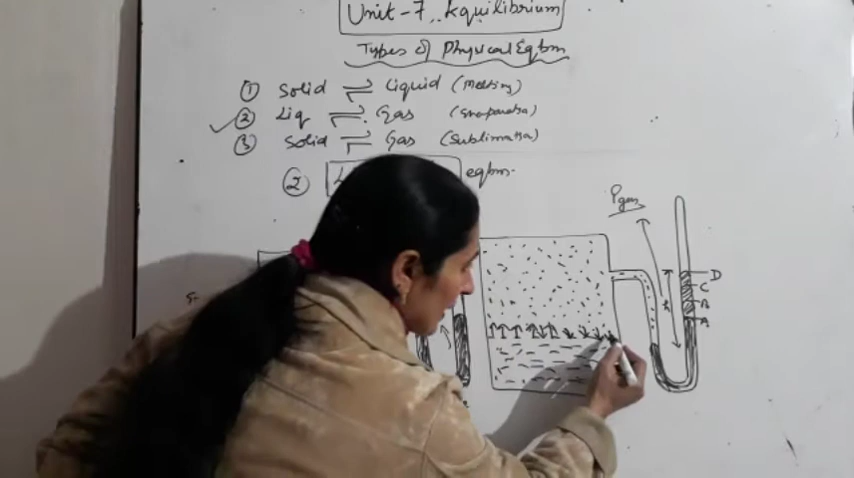 Unit-7, Equilibrium
Types of Physical Eqbm
① Solid ⇌ Liquid (Melting)
② Liq ⇌ Gas
③ Solid ⇌ Gas
② L eqbm.
Pgas
D
C
B
A
h